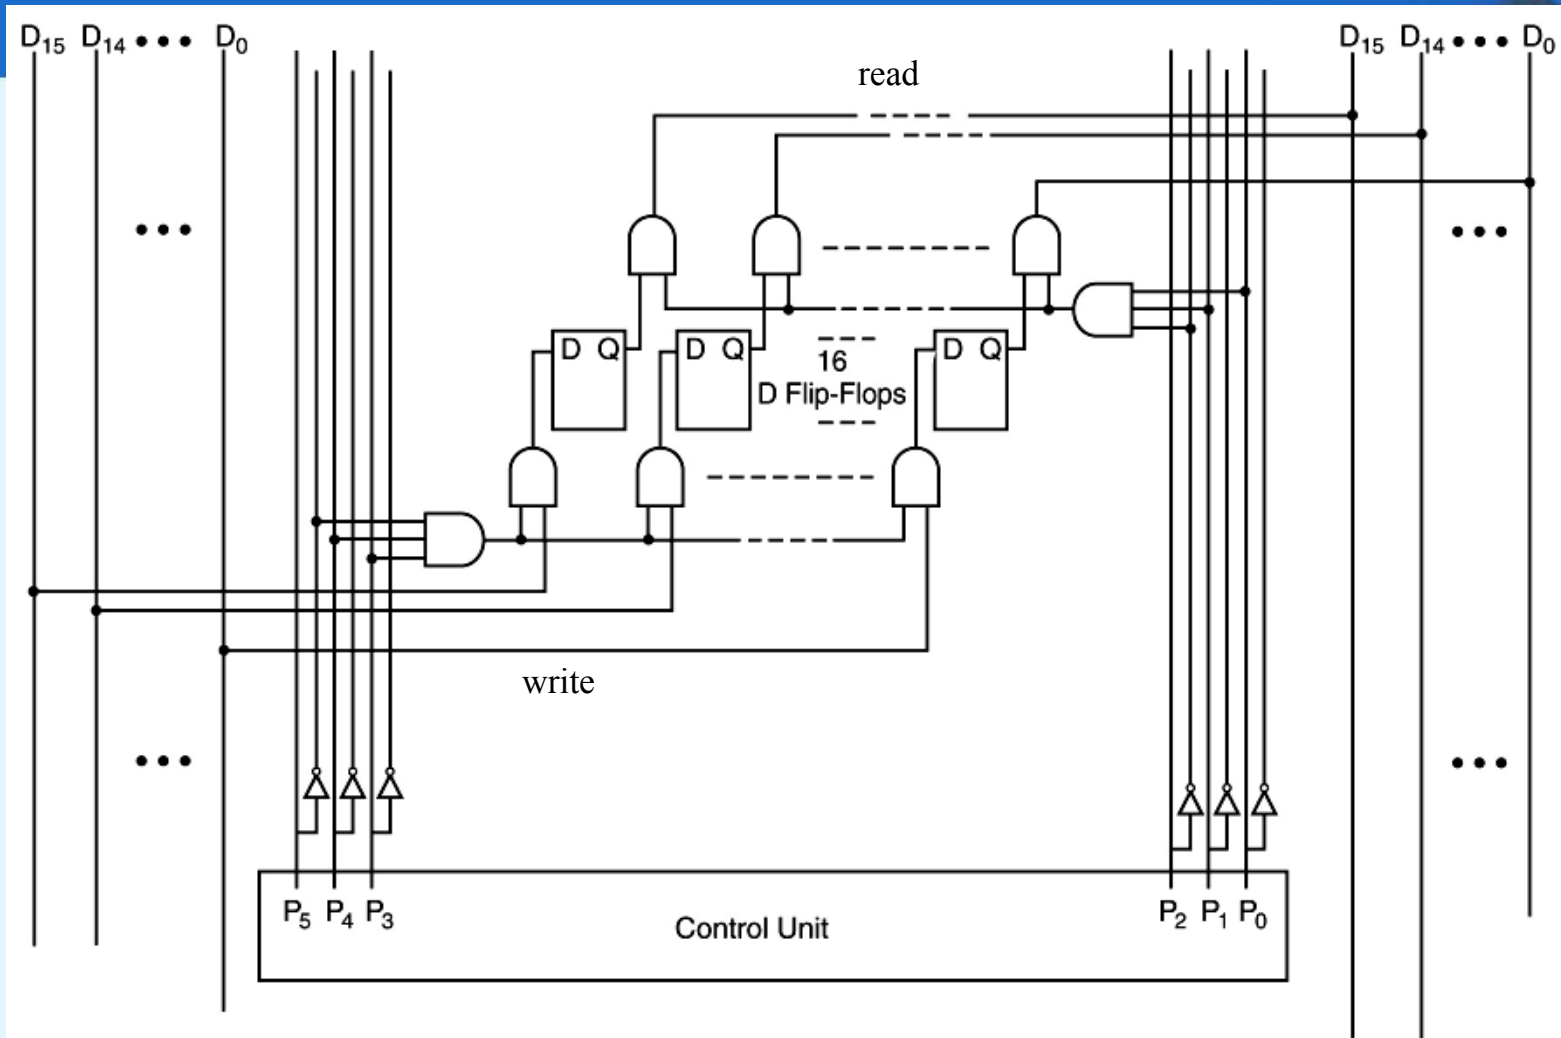 D₁₅ D₁₄ ••• D₀
D₁₅ D₁₄ ••• D₀
read
D Q
D Q
D Q
16
D Flip-Flops
write
P₅ P₄ P₃
P₂ P₁ P₀
Control Unit